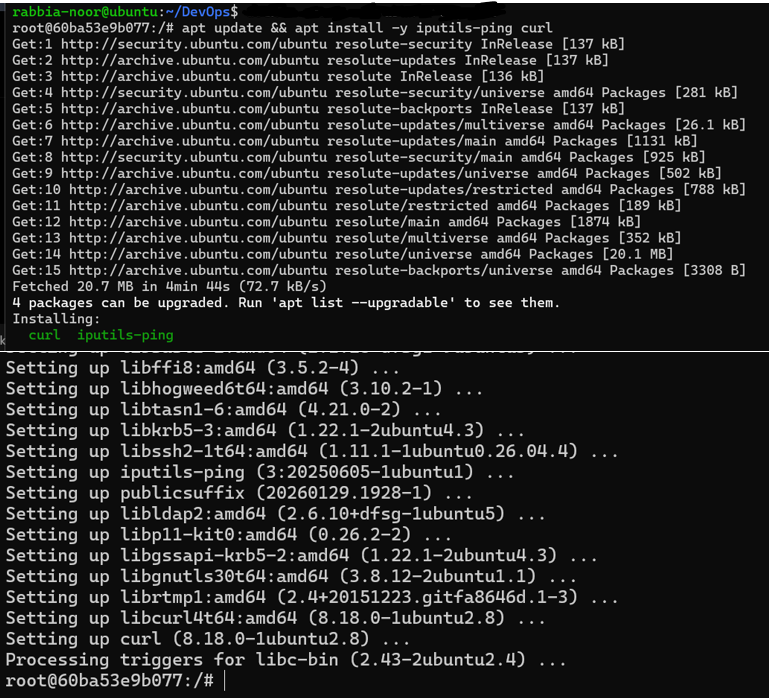 rabbia-noor@ubuntu:~/DevOps$
root@60ba53e9b077:/# apt update && apt install -y iputils-ping curl
Get:1 http://security.ubuntu.com/ubuntu resolute-security InRelease [137 kB]
Get:2 http://archive.ubuntu.com/ubuntu resolute-updates InRelease [137 kB]
Get:3 http://archive.ubuntu.com/ubuntu resolute InRelease [136 kB]
Get:4 http://security.ubuntu.com/ubuntu resolute-security/universe amd64 Packages [281 kB]
Get:5 http://archive.ubuntu.com/ubuntu resolute-backports InRelease [137 kB]
Get:6 http://archive.ubuntu.com/ubuntu resolute-updates/multiverse amd64 Packages [26.1 kB]
Get:7 http://archive.ubuntu.com/ubuntu resolute-updates/main amd64 Packages [1131 kB]
Get:8 http://security.ubuntu.com/ubuntu resolute-security/main amd64 Packages [925 kB]
Get:9 http://archive.ubuntu.com/ubuntu resolute-updates/universe amd64 Packages [502 kB]
Get:10 http://archive.ubuntu.com/ubuntu resolute-updates/restricted amd64 Packages [788 kB]
Get:11 http://archive.ubuntu.com/ubuntu resolute/restricted amd64 Packages [189 kB]
Get:12 http://archive.ubuntu.com/ubuntu resolute/main amd64 Packages [1874 kB]
Get:13 http://archive.ubuntu.com/ubuntu resolute/multiverse amd64 Packages [352 kB]
Get:14 http://archive.ubuntu.com/ubuntu resolute/universe amd64 Packages [20.1 MB]
Get:15 http://archive.ubuntu.com/ubuntu resolute-backports/universe amd64 Packages [3308 B]
Fetched 20.7 MB in 4min 44s (72.7 kB/s)
4 packages can be upgraded. Run 'apt list --upgradable' to see them.
Installing:
curl iputils-ping
Setting up libffi8:amd64 (3.5.2-4) ...
Setting up libhogweed6t64:amd64 (3.10.2-1) ...
Setting up libtasn1-6:amd64 (4.21.0-2) ...
Setting up libkrb5-3:amd64 (1.22.1-2ubuntu4.3) ...
Setting up libssh2-1t64:amd64 (1.11.1-1ubuntu0.26.04.4) ...
Setting up iputils-ping (3:20250605-1ubuntu1) ...
Setting up publicsuffix (20260129.1928-1) ...
Setting up libldap2:amd64 (2.6.10+dfsg-1ubuntu5) ...
Setting up libp11-kit0:amd64 (0.26.2-2) ...
Setting up libgssapi-krb5-2:amd64 (1.22.1-2ubuntu4.3) ...
Setting up libgnutls30t64:amd64 (3.8.12-2ubuntu1.1) ...
Setting up librtmp1:amd64 (2.4+20151223.gitfa8646d.1-3) ...
Setting up libcurl4t64:amd64 (8.18.0-1ubuntu2.8) ...
Setting up curl (8.18.0-1ubuntu2.8) ...
Processing triggers for libc-bin (2.43-2ubuntu2.4) ...
root@60ba53e9b077:/#